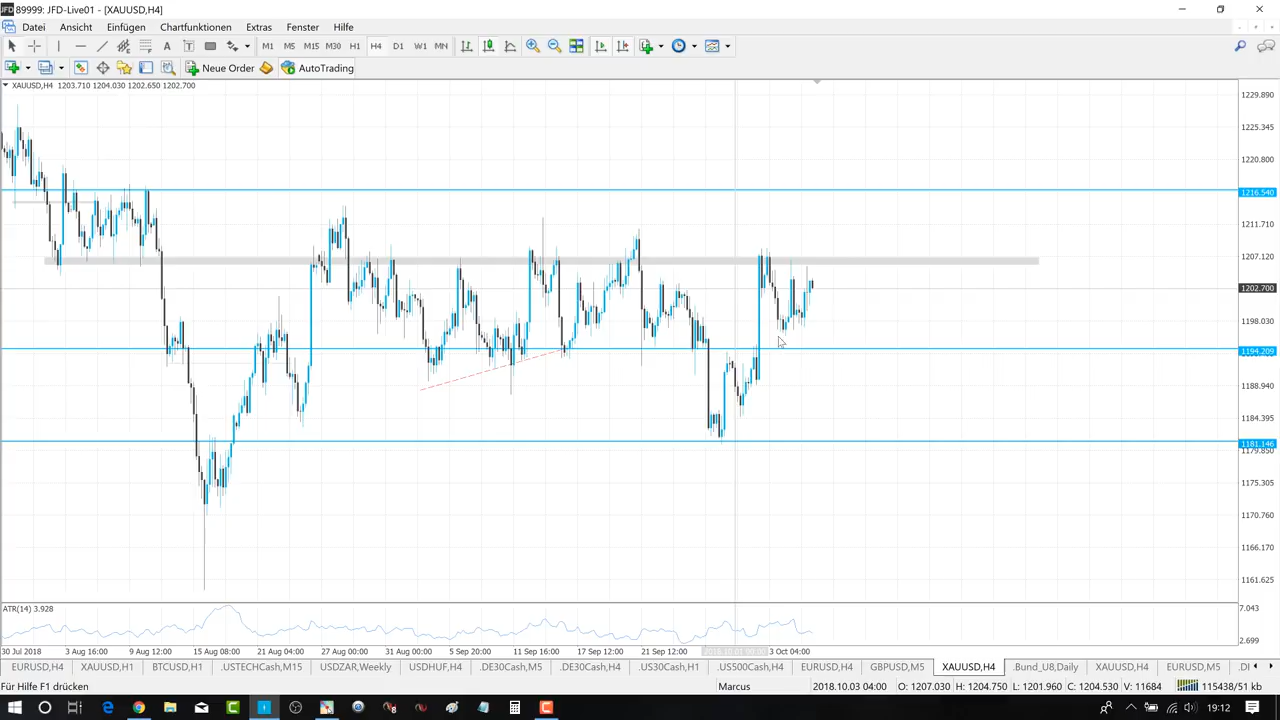 JFD 89999: JFD-Live01 - [XAUUSD,H4]
Datei Ansicht Einfügen Chartfunktionen Extras Fenster Hilfe
A T M1 M5 M15 M30 H1 H4 D1 W1 MN
New Order AutoTrading
XAUUSD,H4 1203.710 1204.030 1202.650 1202.700
1229.890
1225.345
1220.800
1216.540
1211.710
1207.120
1202.700
1198.030
1194.209
1188.940
1184.395
1181.146
1179.850
1175.305
1170.760
1166.170
1161.625
ATR(14) 3.928
7.043
2.699
30 Jul 2018 3 Aug 16:00 9 Aug 12:00 15 Aug 08:00 21 Aug 04:00 27 Aug 00:00 31 Aug 00:00 5 Sep 20:00 11 Sep 16:00 17 Sep 12:00 21 Sep 12:00 3 Oct 04:00
EURUSD,H4 XAUUSD,H1 BTCUSD,H1 .USTECHCash,M15 USDZAR,Weekly USDHUF,H4 .DE30Cash,M5 .DE30Cash,H4 .US30Cash,H1 .US500Cash,H4 EURUSD,H4 GBPUSD,M5 XAUUSD,H4 .Bund_U8,Daily XAUUSD,H4 EURUSD,M5 .DI
Für Hilfe F1 drücken Marcus 2018.10.03 04:00 O: 1207.030 H: 1204.750 L: 1201.960 C: 1204.530 V: 11684 115438/51 kb
19:12